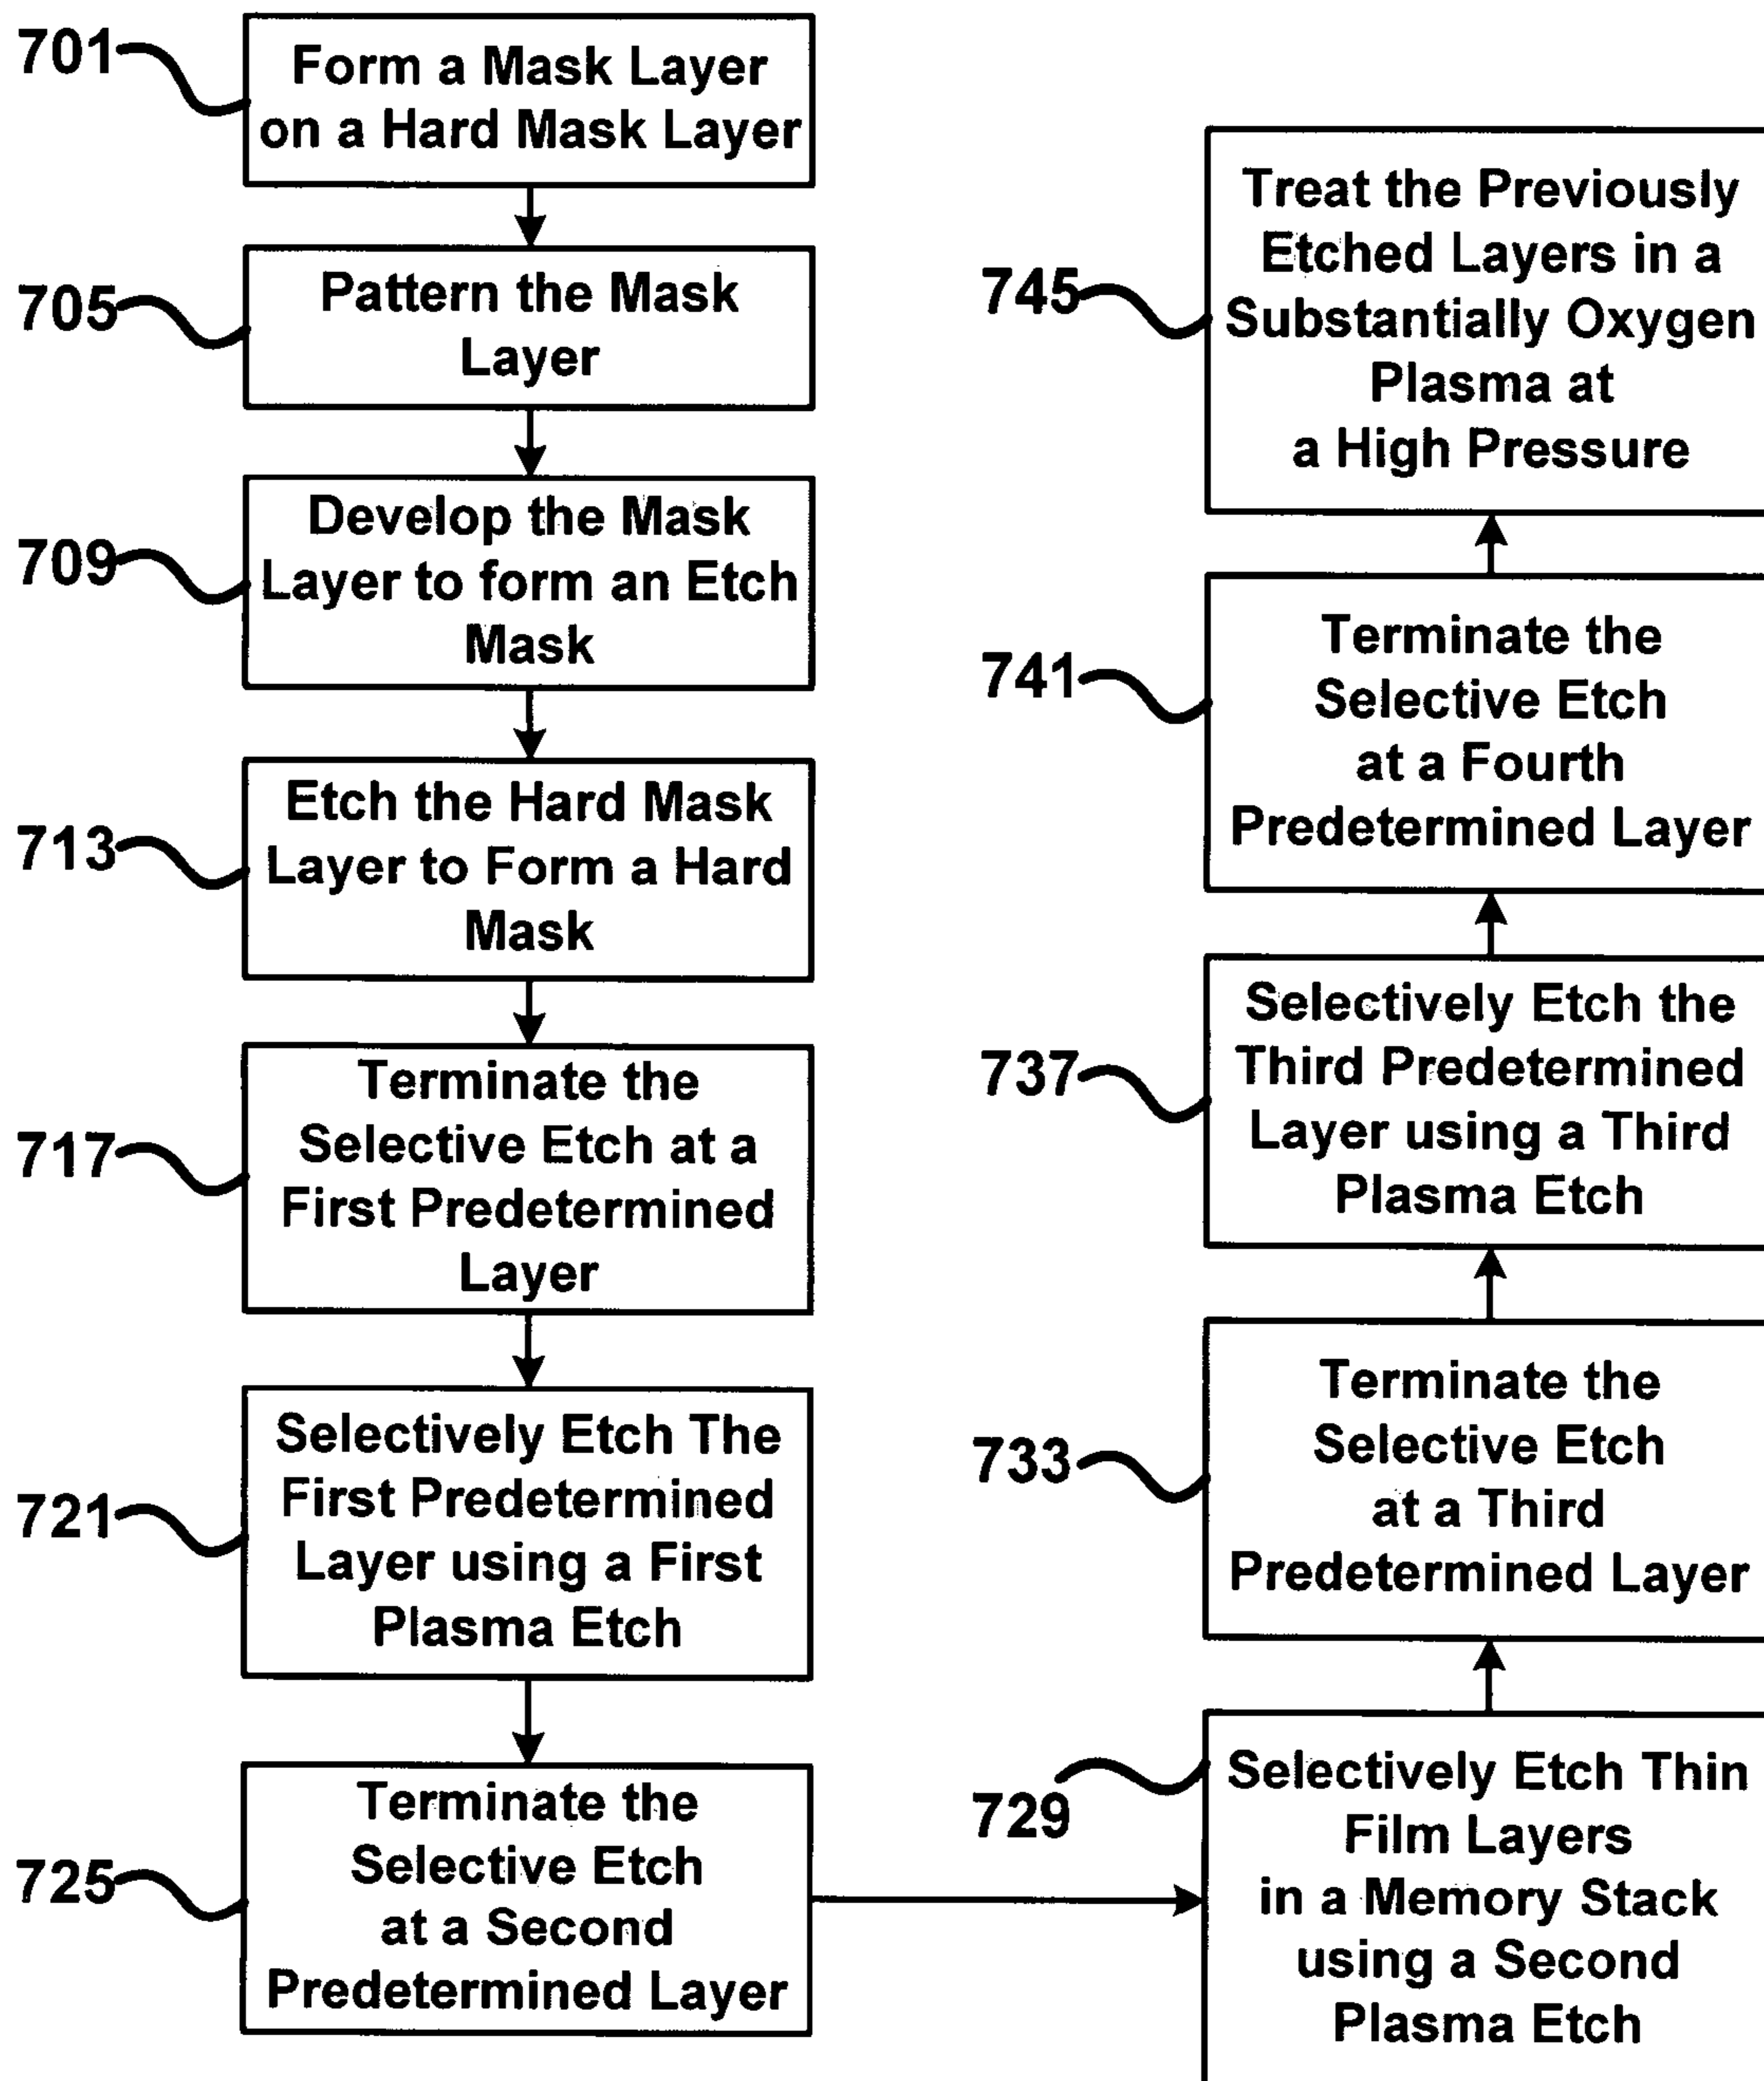 701
Form a Mask Layer
on a Hard Mask Layer
705
Pattern the Mask
Layer
709
Develop the Mask
Layer to form an Etch
Mask
713
Etch the Hard Mask
Layer to Form a Hard
Mask
717
Terminate the
Selective Etch at a
First Predetermined
Layer
721
Selectively Etch The
First Predetermined
Layer using a First
Plasma Etch
725
Terminate the
Selective Etch
at a Second
Predetermined Layer
729
Selectively Etch Thin
Film Layers
in a Memory Stack
using a Second
Plasma Etch
733
Terminate the
Selective Etch
at a Third
Predetermined Layer
737
Selectively Etch the
Third Predetermined
Layer using a Third
Plasma Etch
741
Terminate the
Selective Etch
at a Fourth
Predetermined Layer
745
Treat the Previously
Etched Layers in a
Substantially Oxygen
Plasma at
a High Pressure